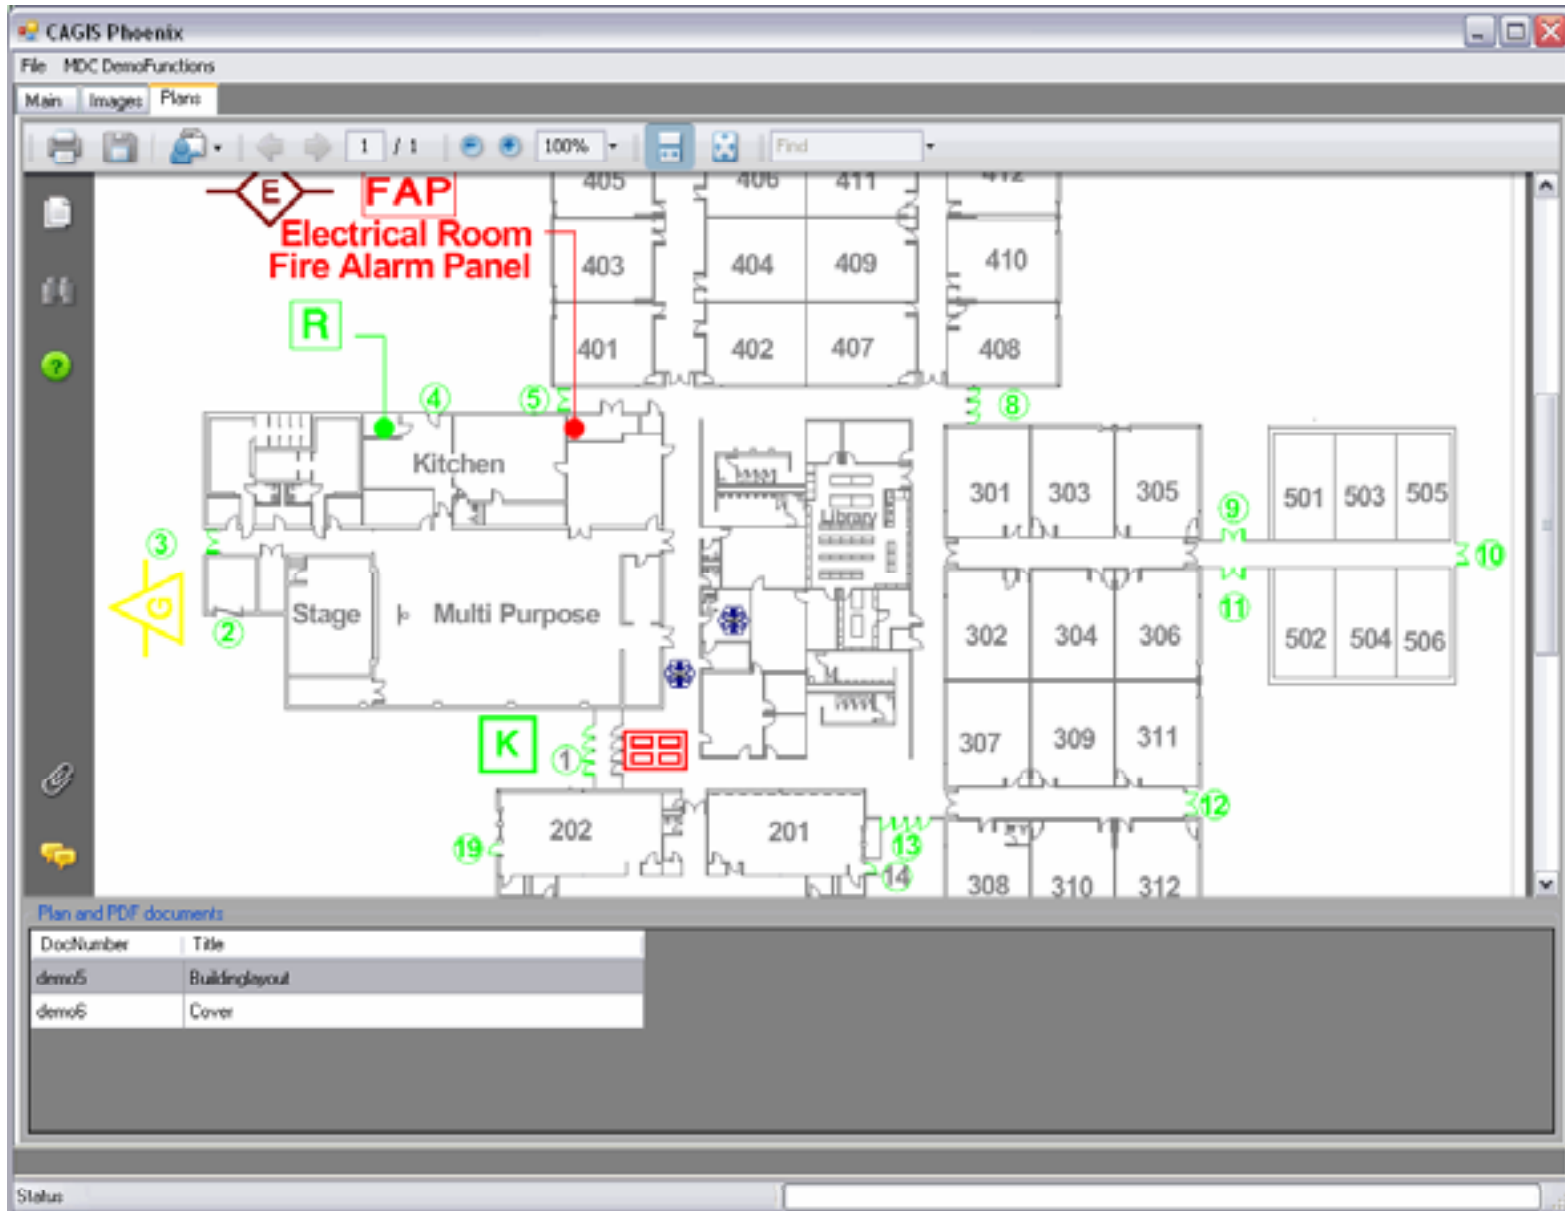 CAGIS Phoenix
File MDC DemoFunctions
Main Images Plans
1 / 1 100% Find
E FAP
405 406 411 412
Electrical Room
Fire Alarm Panel
403 404 409 410
R
401 402 407 408
4 5 8
Kitchen
301 303 305 501 503 505
Library
9
3 10
G
Stage Multi Purpose
2 11
302 304 306 502 504 506
K
1
307 309 311
12
202 201
19 13
14
308 310 312
Plan and PDF documents
DocNumber Title
demo5 Buildinglayout
demo6 Cover
Status